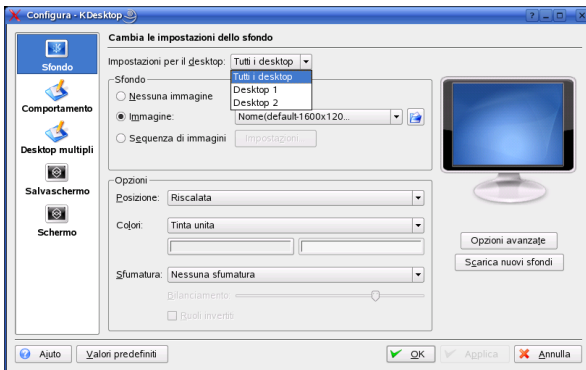 Configura - KDesktop
Sfondo
Comportamento
Desktop multipli
Salvaschermo
Schermo
Cambia le impostazioni dello sfondo
Impostazioni per il desktop: Tutti i desktop
Tutti i desktop
Desktop 1
Desktop 2
Sfondo
Nessuna immagine
Immagine: Nome(default-1600x120...
Sequenza di immagini Impostazioni
Opzioni
Posizione: Riscalata
Colori: Tinta unita
Sfumatura: Nessuna sfumatura
Bilanciamento:
Ruoli invertiti
Opzioni avanzate
Scarica nuovi sfondi
Aiuto Valori predefiniti OK Applica Annulla